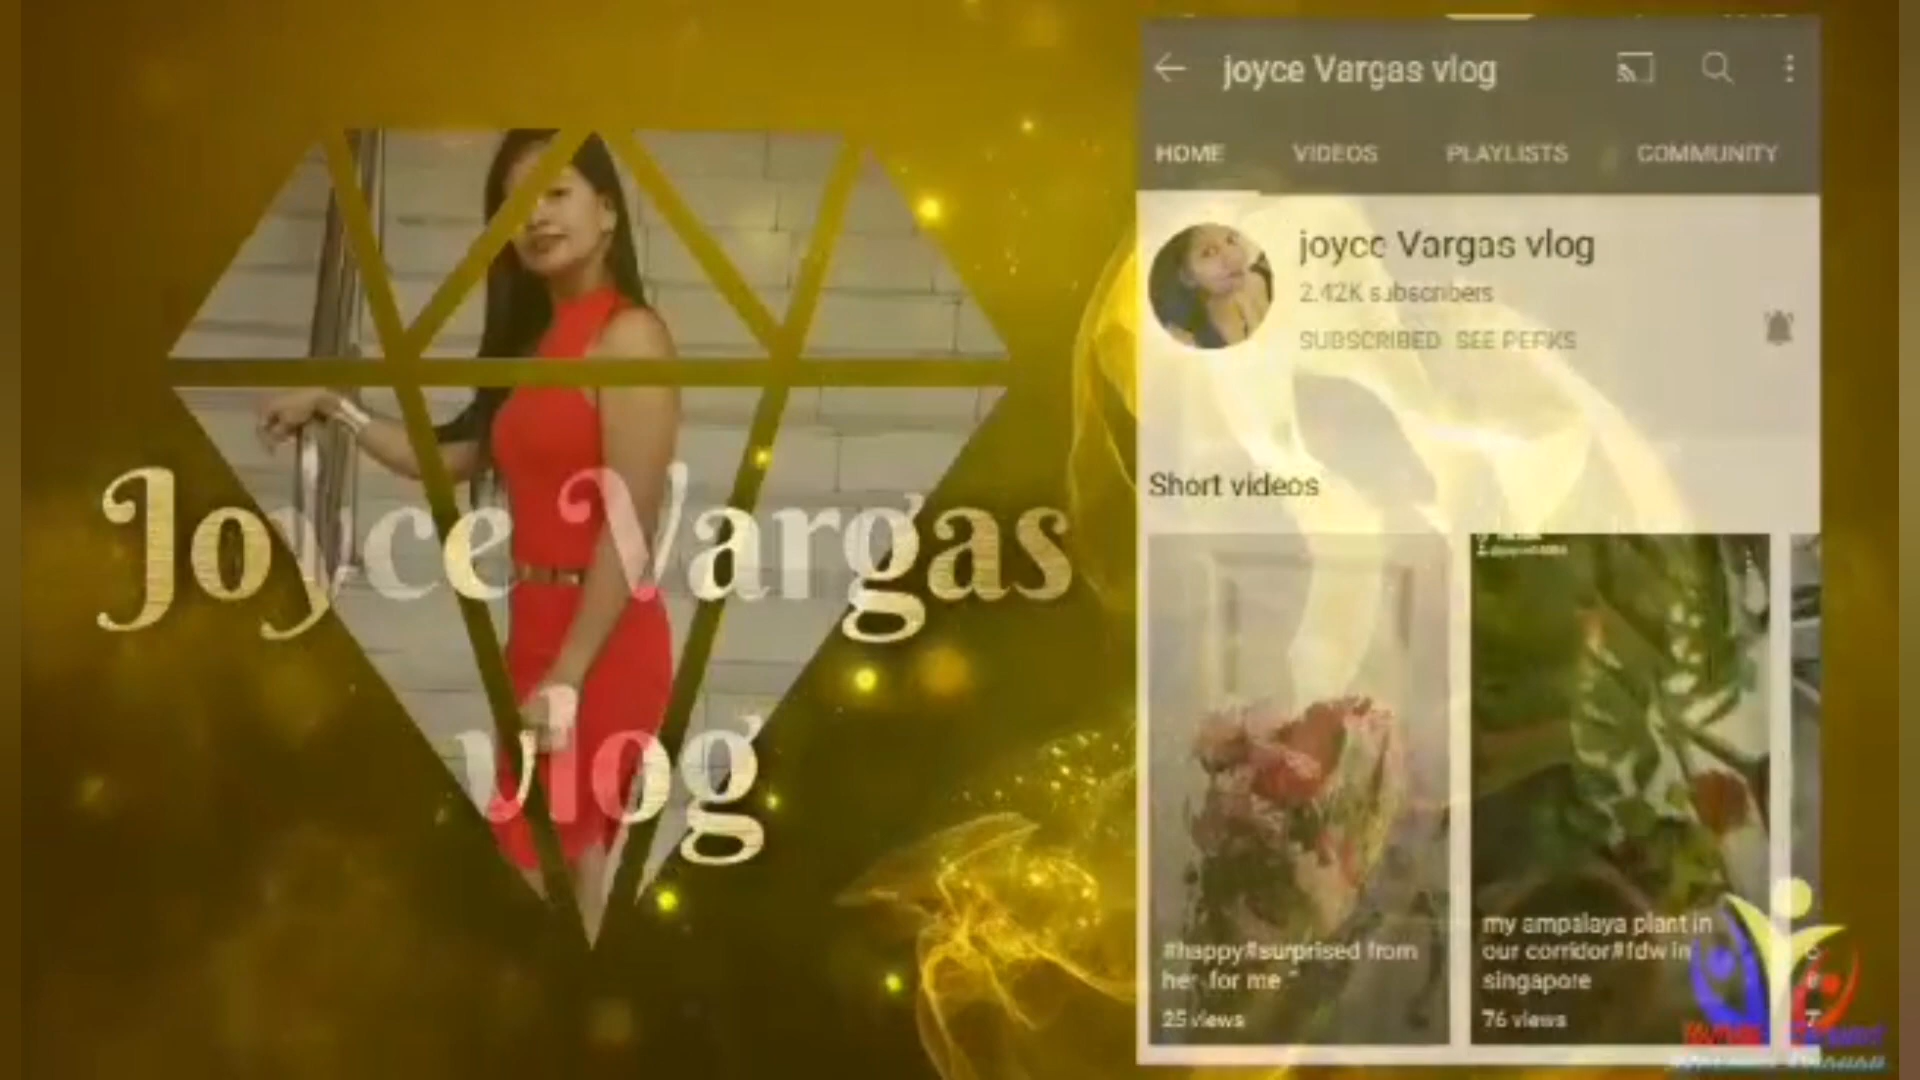 Joyce Vargas
vlog
joyce Vargas vlog
HOME VIDEOS PLAYLISTS COMMUNITY
joyce Vargas vlog
2.42K subscribers
SUBSCRIBED SEE PERKS
Short videos
#happy#surprised from
her for me
25 views
my ampalaya plant in
our corridor#fdw in
singapore
76 views